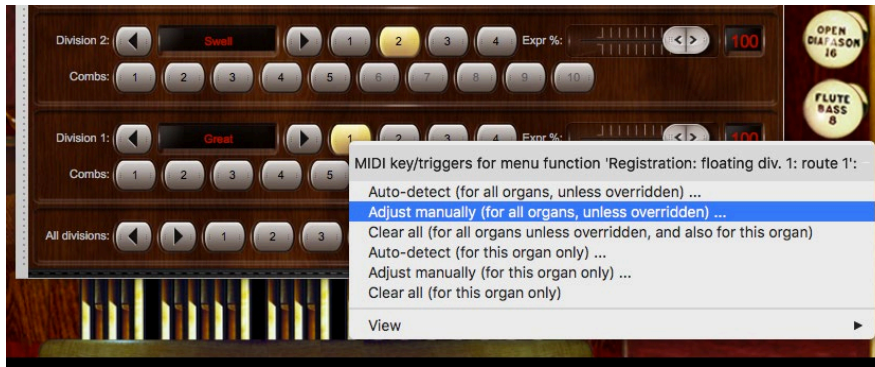 Division 2: Swell 1 2 3 4 Expr %: < > 100
OPEN
DIAPASON
16
Combs: 1 2 3 4 5 6 7 8 9 10
FLUTE
BASS
8
Division 1: Great 1 2 3 4 Expr %: < > 100
Combs: 1 2 3 4 5
All divisions: 1 2 3
MIDI key/triggers for menu function 'Registration: floating div. 1: route 1':
Auto-detect (for all organs, unless overridden) ...
Adjust manually (for all organs, unless overridden) ...
Clear all (for all organs unless overridden, and also for this organ)
Auto-detect (for this organ only) ...
Adjust manually (for this organ only) ...
Clear all (for this organ only)
View